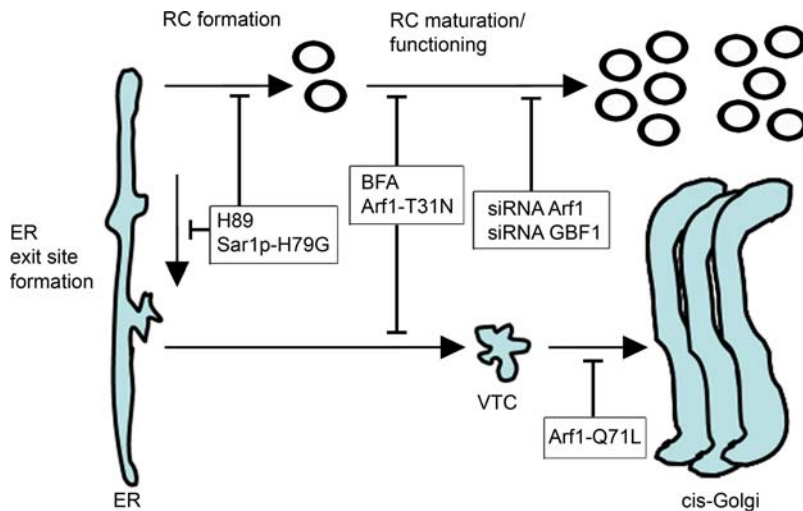 RC formation
RC maturation/
functioning
H89
Sar1p-H79G
BFA
Arf1-T31N
siRNA Arf1
siRNA GBF1
ER
exit site
formation
VTC
Arf1-Q71L
ER
cis-Golgi